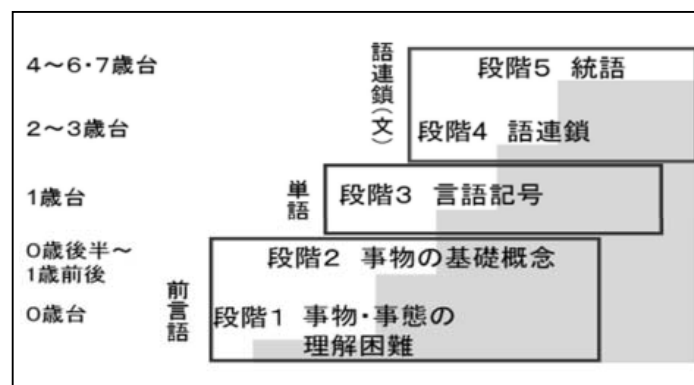 4～6・7歳台
語連鎖(文)
段階5 統語
2～3歳台
段階4 語連鎖
1歳台
単語
段階3 言語記号
0歳後半～
1歳前後
前言語
段階2 事物の基礎概念
0歳台
段階1 事物・事態の
理解困難